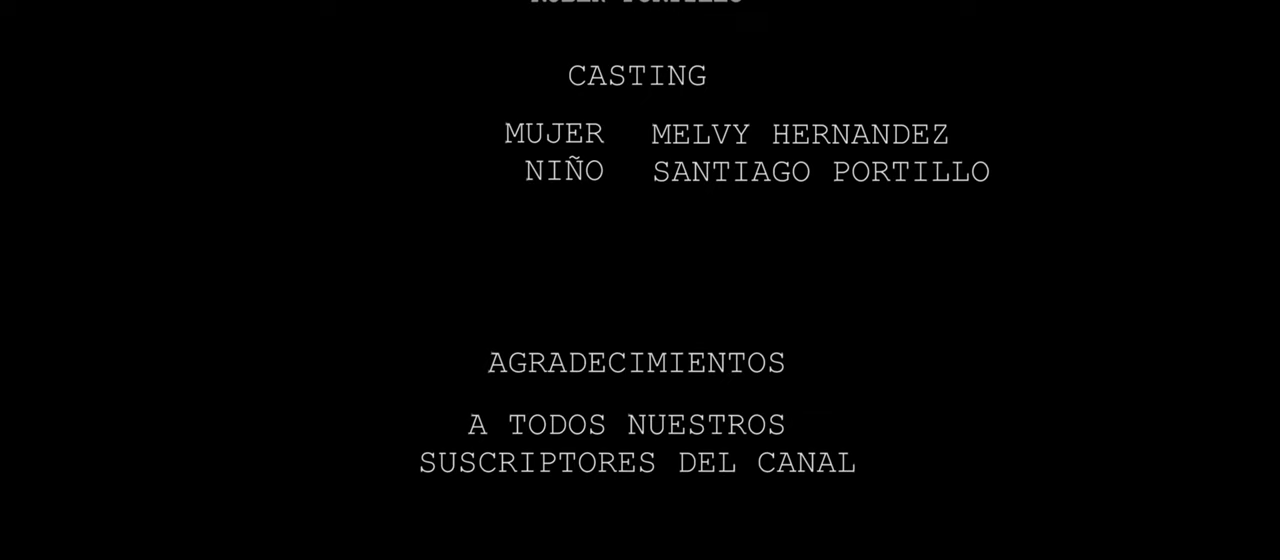 CASTING
MUJER MELVY HERNANDEZ
NIÑO SANTIAGO PORTILLO
AGRADECIMIENTOS
A TODOS NUESTROS
SUSCRIPTORES DEL CANAL